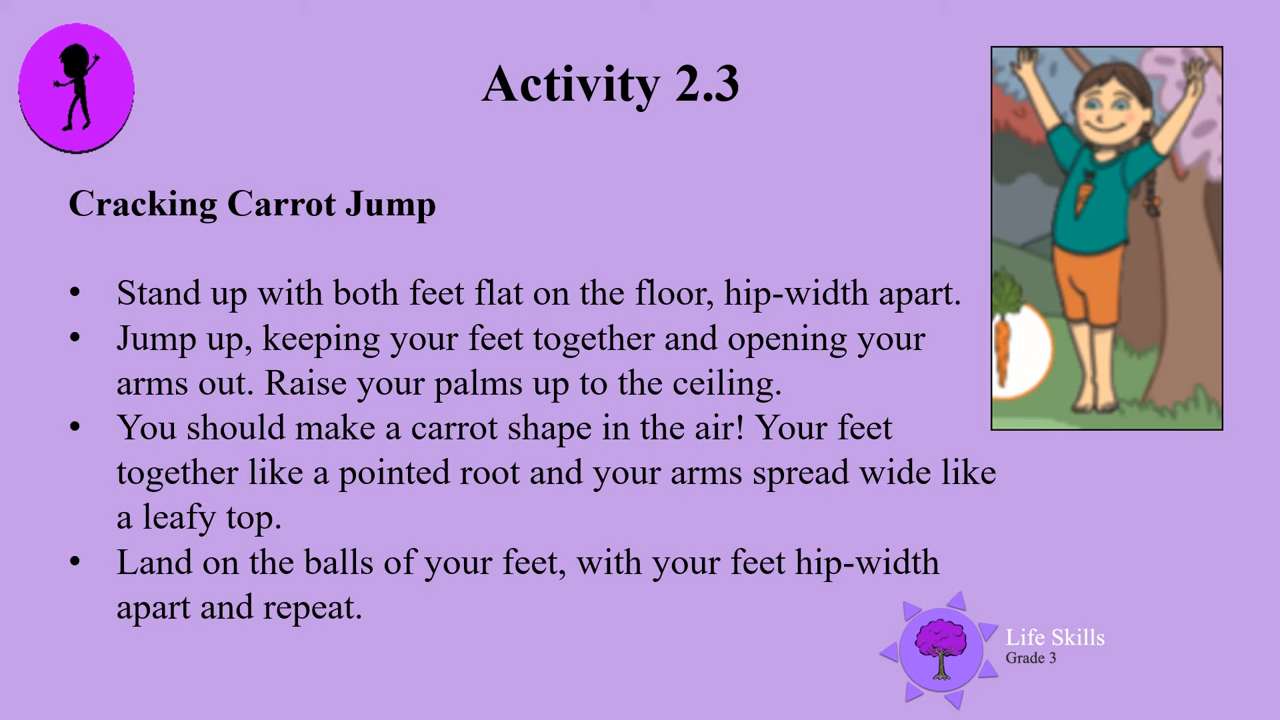 Activity 2.3
Cracking Carrot Jump
• Stand up with both feet flat on the floor, hip-width apart.
• Jump up, keeping your feet together and opening your
arms out. Raise your palms up to the ceiling.
• You should make a carrot shape in the air! Your feet
together like a pointed root and your arms spread wide like
a leafy top.
• Land on the balls of your feet, with your feet hip-width
apart and repeat.
Life Skills
Grade 3